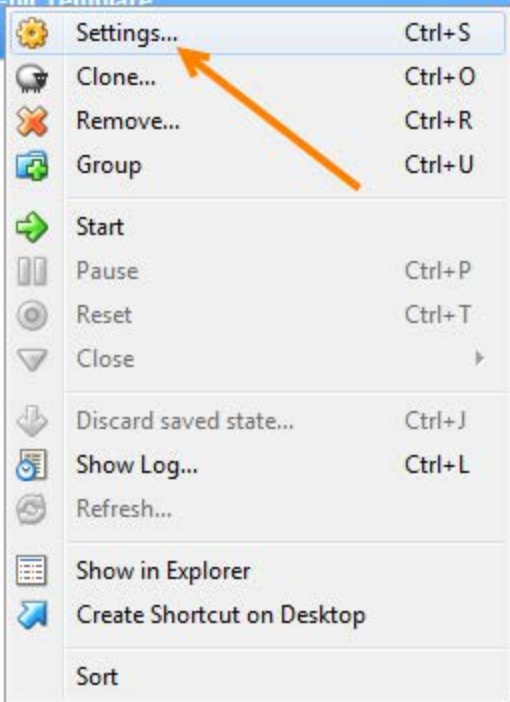 Template
Settings... Ctrl+S
Clone... Ctrl+O
Remove... Ctrl+R
Group Ctrl+U
Start
Pause Ctrl+P
Reset Ctrl+T
Close
Discard saved state... Ctrl+J
Show Log... Ctrl+L
Refresh...
Show in Explorer
Create Shortcut on Desktop
Sort